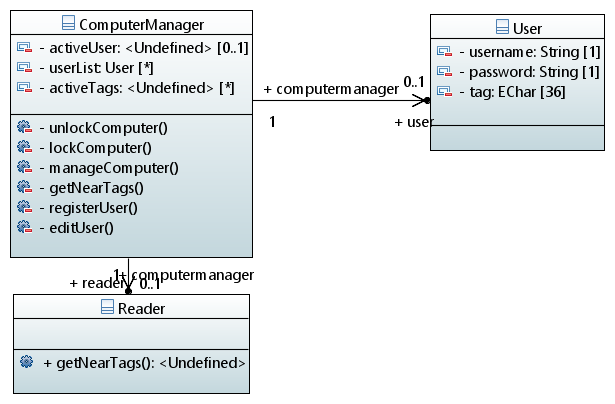 ComputerManager
- activeUser: <Undefined> [0..1]
- userList: User [*]
- activeTags: <Undefined> [*]
- unlockComputer()
- lockComputer()
- manageComputer()
- getNearTags()
- registerUser()
- editUser()
User
- username: String [1]
- password: String [1]
- tag: EChar [36]
+ computermanager
0..1
1
+ user
1
+ computermanager
+ reader
0..1
Reader
+ getNearTags(): <Undefined>